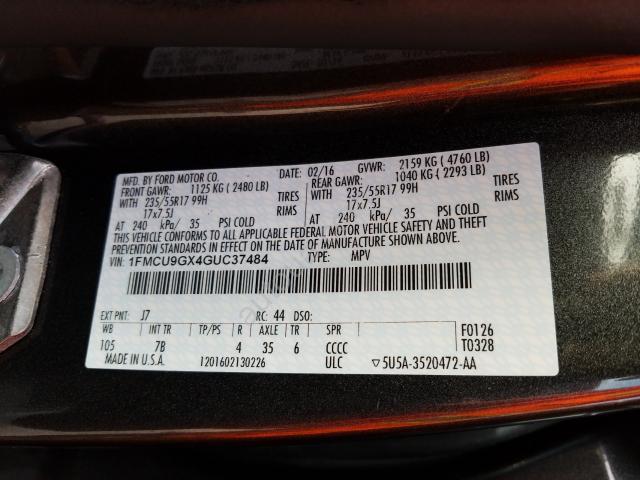 MFD. BY FORD MOTOR CO. DATE: 02/16 GVWR: 2159 KG ( 4760 LB)
FRONT GAWR: 1125 KG ( 2480 LB) REAR GAWR: 1040 KG ( 2293 LB)
WITH 235/55R17 99H TIRES WITH 235/55R17 99H TIRES
17x7.5J RIMS 17x7.5J RIMS
AT 240 kPa/ 35 PSI COLD AT 240 kPa/ 35 PSI COLD
THIS VEHICLE CONFORMS TO ALL APPLICABLE FEDERAL MOTOR VEHICLE SAFETY AND THEFT
PREVENTION STANDARDS IN EFFECT ON THE DATE OF MANUFACTURE SHOWN ABOVE.
VIN: 1FMCU9GX4GUC37484 TYPE: MPV
EXT PNT: J7 RC: 44 DSO: F0126
WB INT TR TP/PS R AXLE TR SPR T0328
105 7B 4 35 6 CCCC
MADE IN U.S.A. 1201602130226 ULC ▽5U5A-3520472-AA